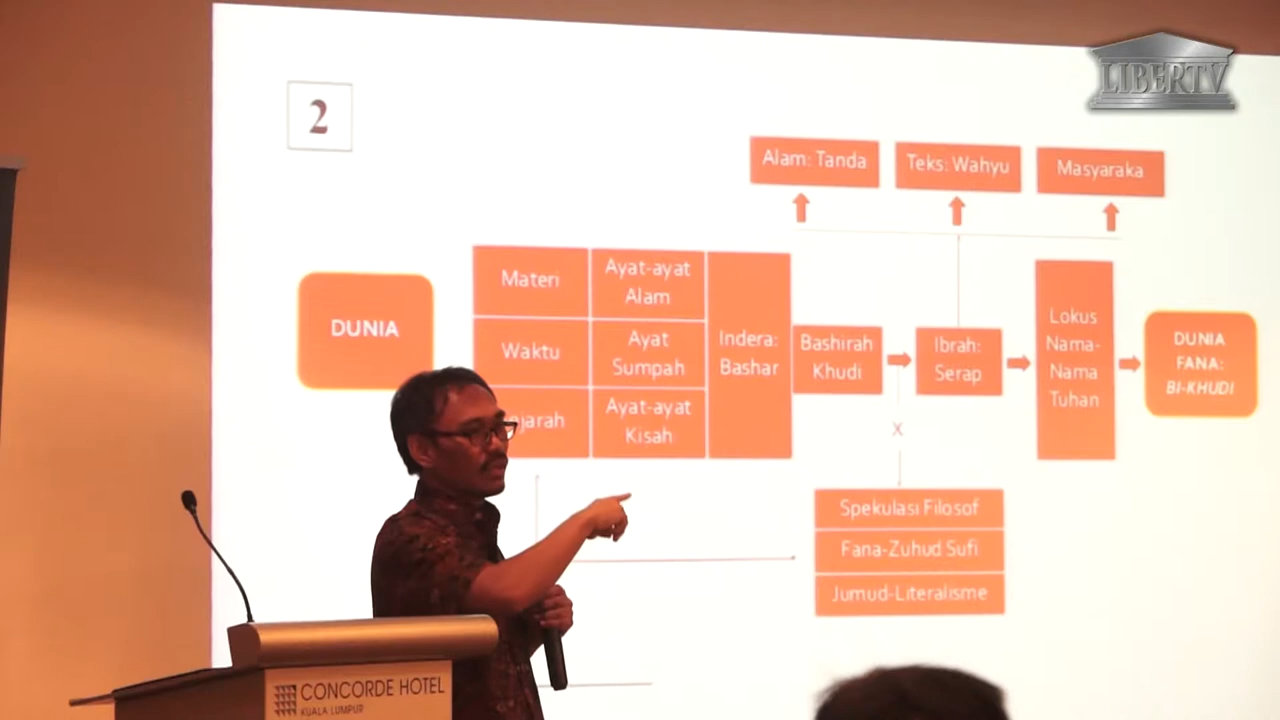 LIBERTV
2
Alam: Tanda
Teks: Wahyu
Masyaraka
DUNIA
Materi
Ayat-ayat
Alam
Waktu
Ayat
Sumpah
jarah
Ayat-ayat
Kisah
Indera:
Bashar
Bashirah
Khudi
Ibrah:
Serap
Lokus
Nama-
Nama
Tuhan
DUNIA
FANA:
BI-KHUDI
X
Spekulasi Filosof
Fana-Zuhud Sufi
Jumud-Literalisme
CONCORDE HOTEL
KUALA LUMPUR